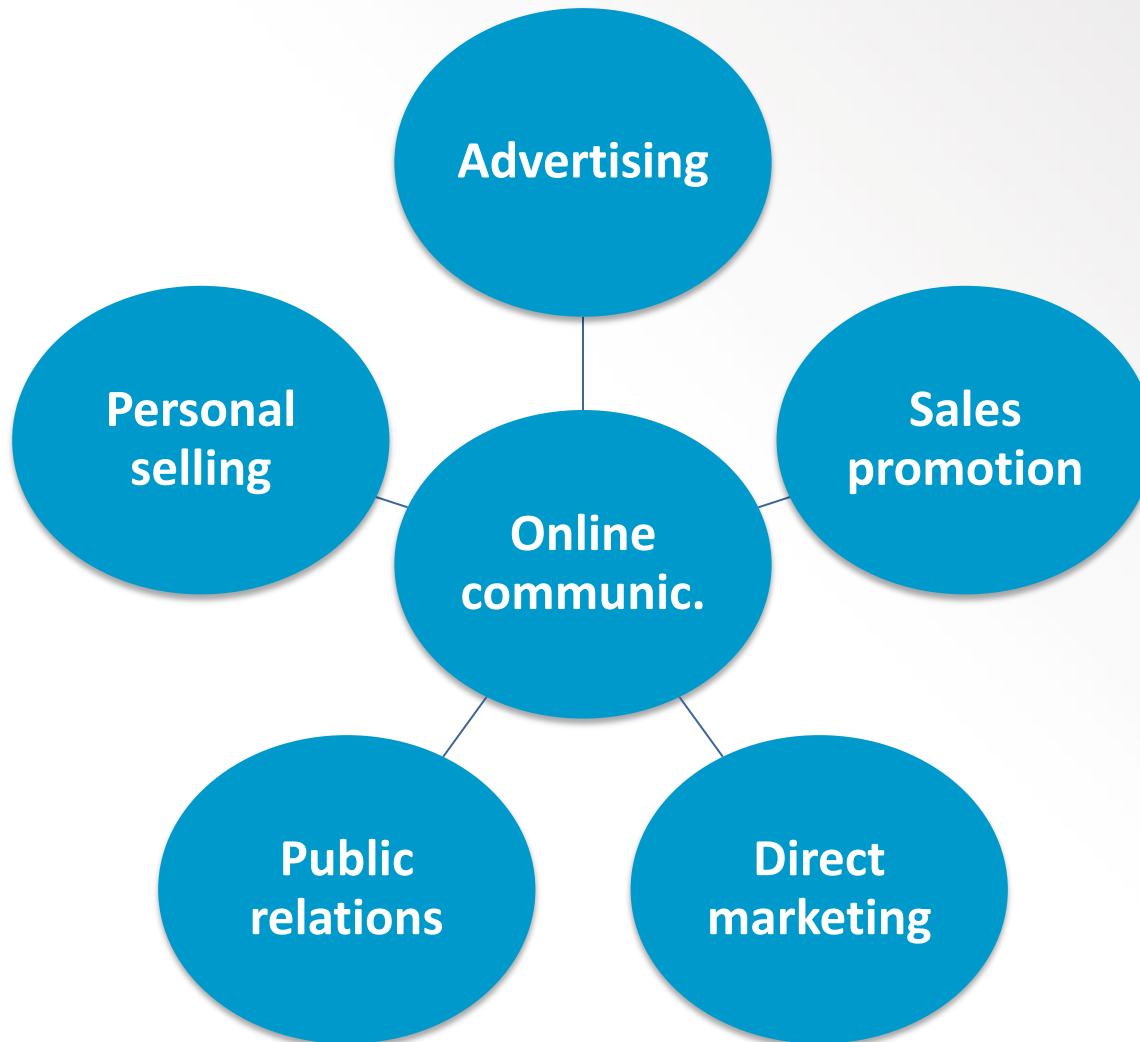 Advertising
Personal
selling
Sales
promotion
Online
communic.
Public
relations
Direct
marketing